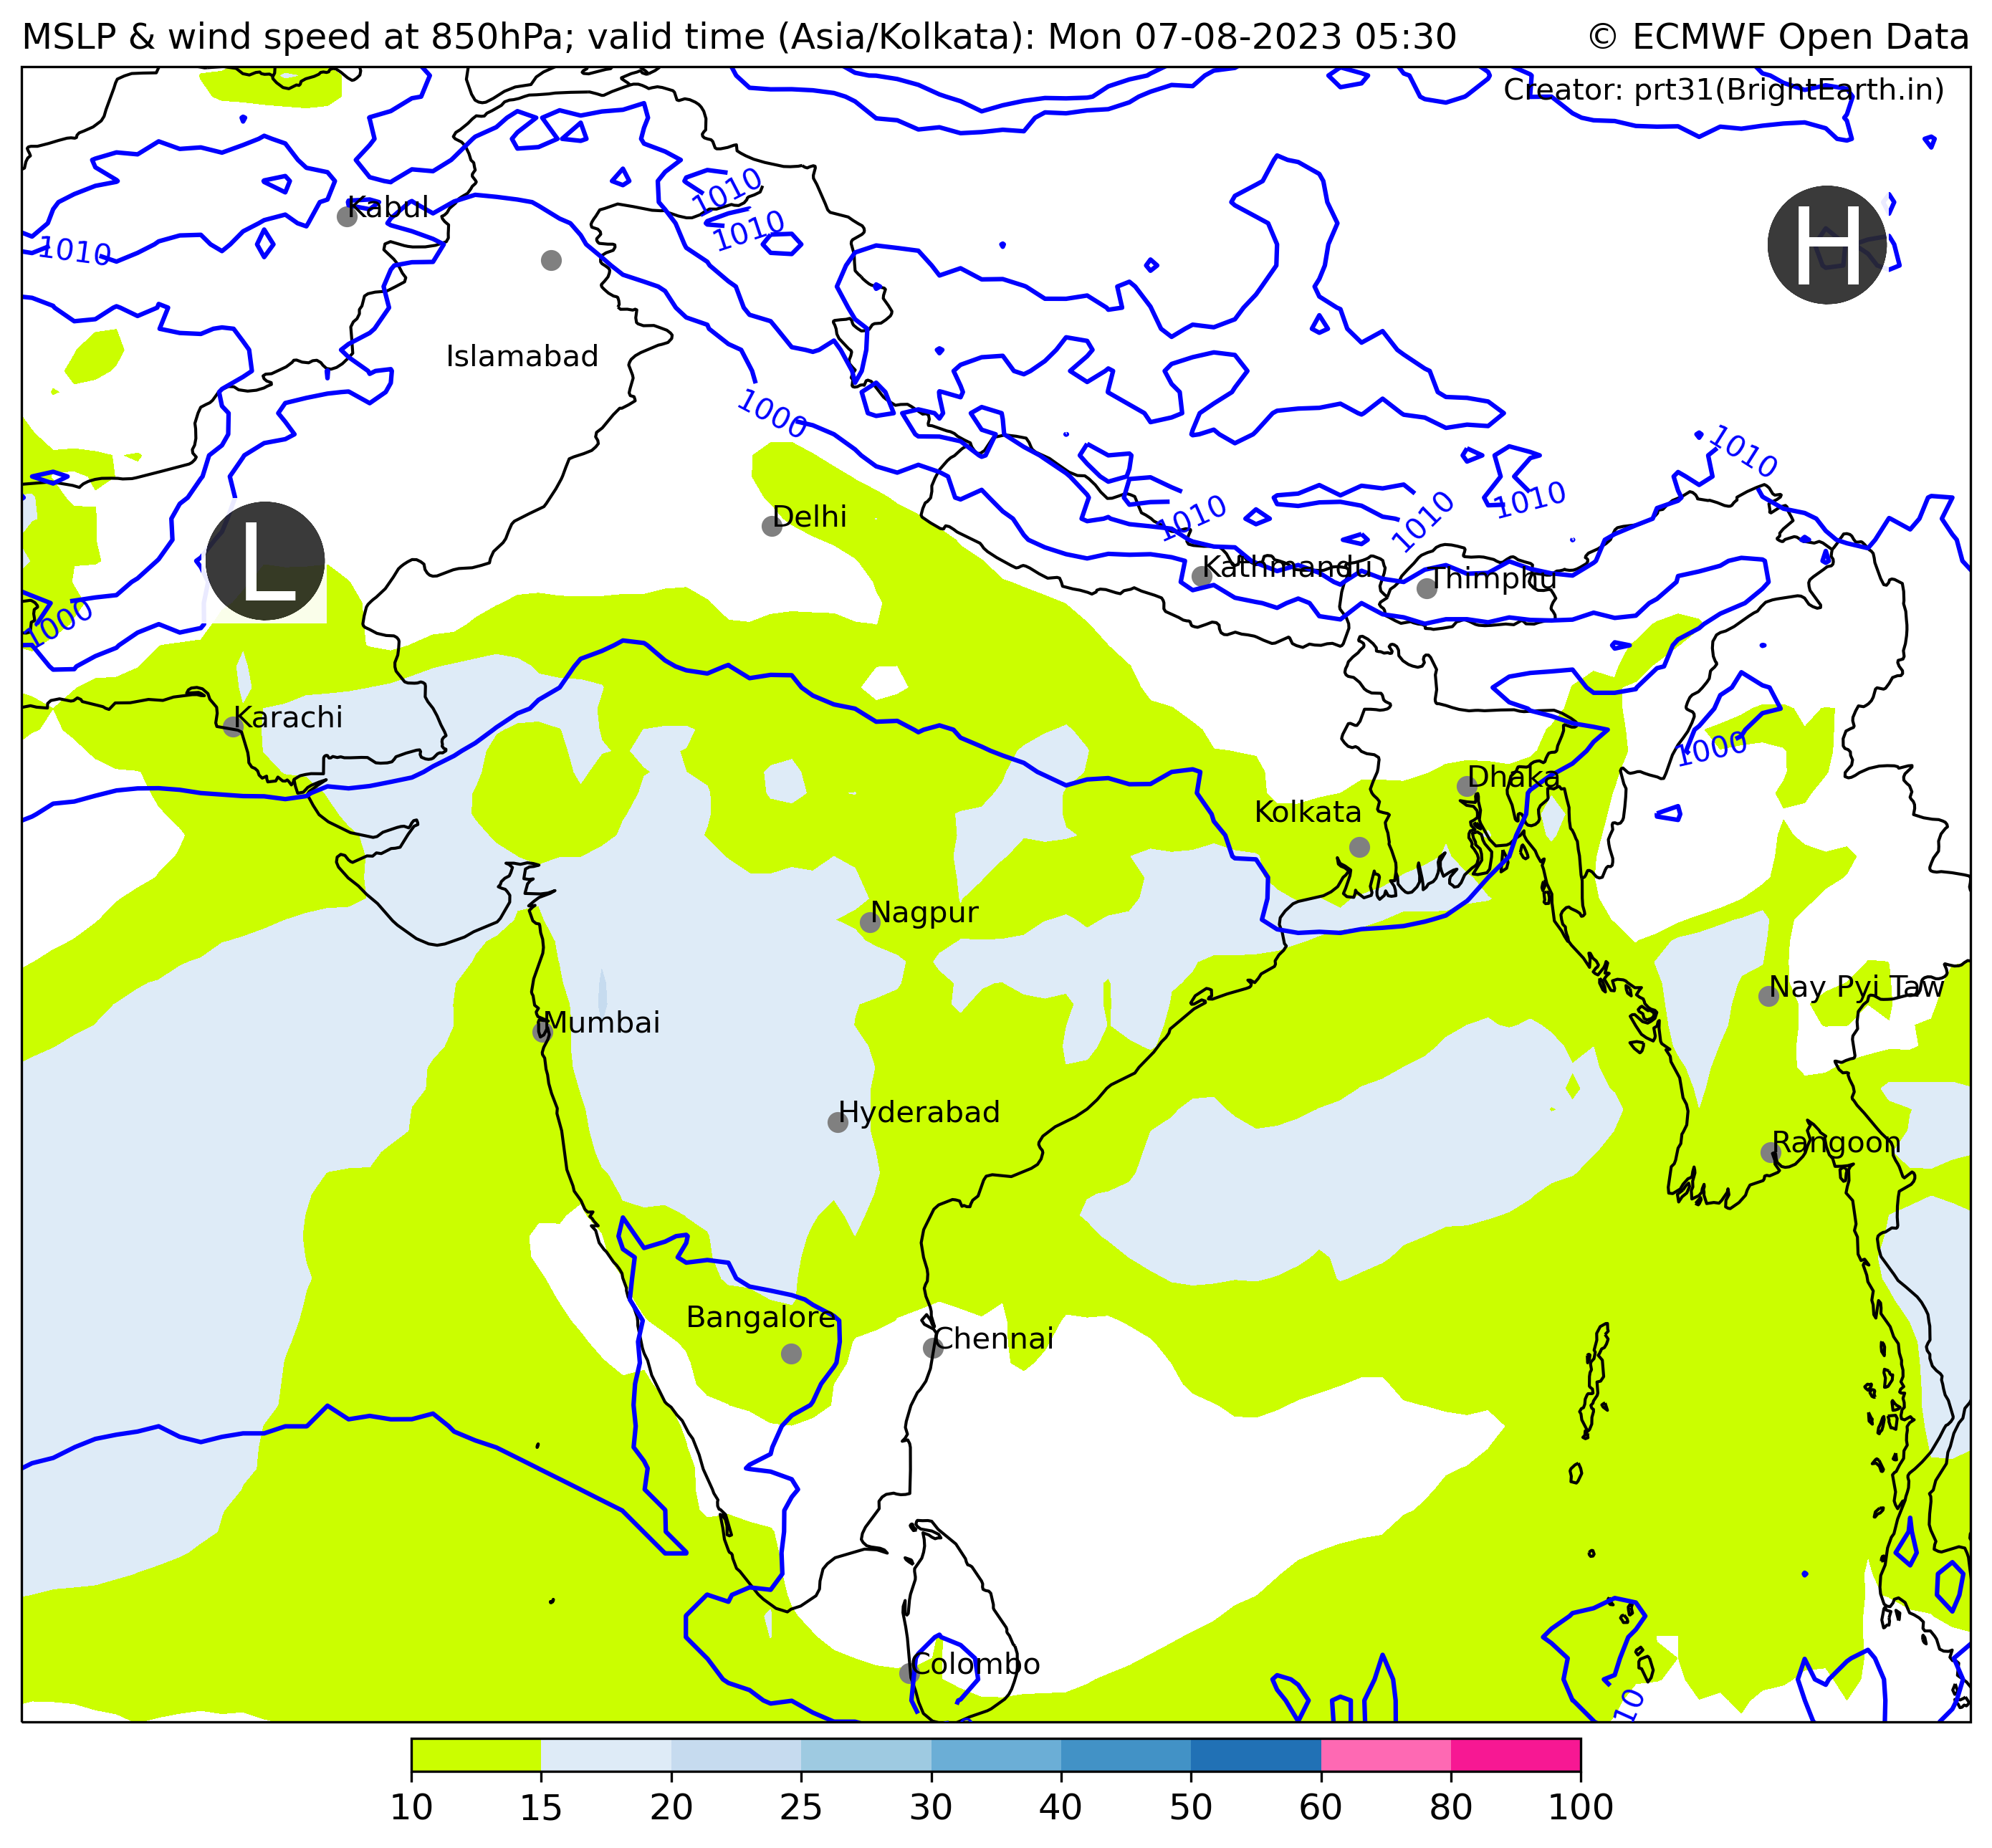 MSLP & wind speed at 850hPa; valid time (Asia/Kolkata): Mon 07-08-2023 05:30 © ECMWF Open Data
Creator: prt31(BrightEarth.in)
1010
Kabul
1010
H
1010
Islamabad
1000
1010
1010
1010
1010
Delhi
L
Kathmandu
Thimphu
1000
Karachi
1000
Dhaka
Kolkata
Nagpur
Nay Pyi Taw
Mumbai
Hyderabad
Rangoon
Bangalore
Chennai
Colombo
10
10 15 20 25 30 40 50 60 80 100